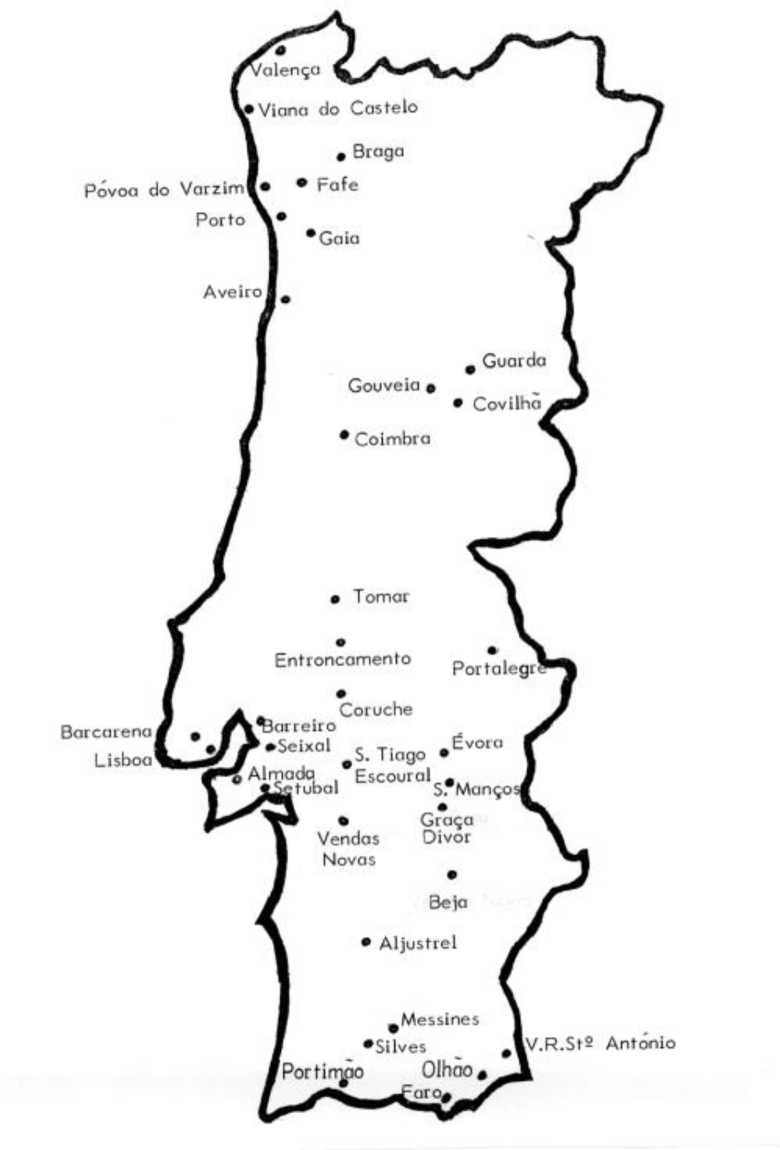 Valença
Viana do Castelo
Braga
Póvoa do Varzim
Fafe
Porto
Gaia
Aveiro
Guarda
Gouveia
Covilhã
Coimbra
Tomar
Entroncamento
Portalegre
Coruche
Barreiro
Barcarena
Seixal
Évora
Lisboa
S. Tiago
Escoural
Almada
Setubal
S. Manços
Graça
Divor
Vendas
Novas
Beja
Aljustrel
Messines
Silves
V.R.Stº António
Portimão
Olhão
Faro